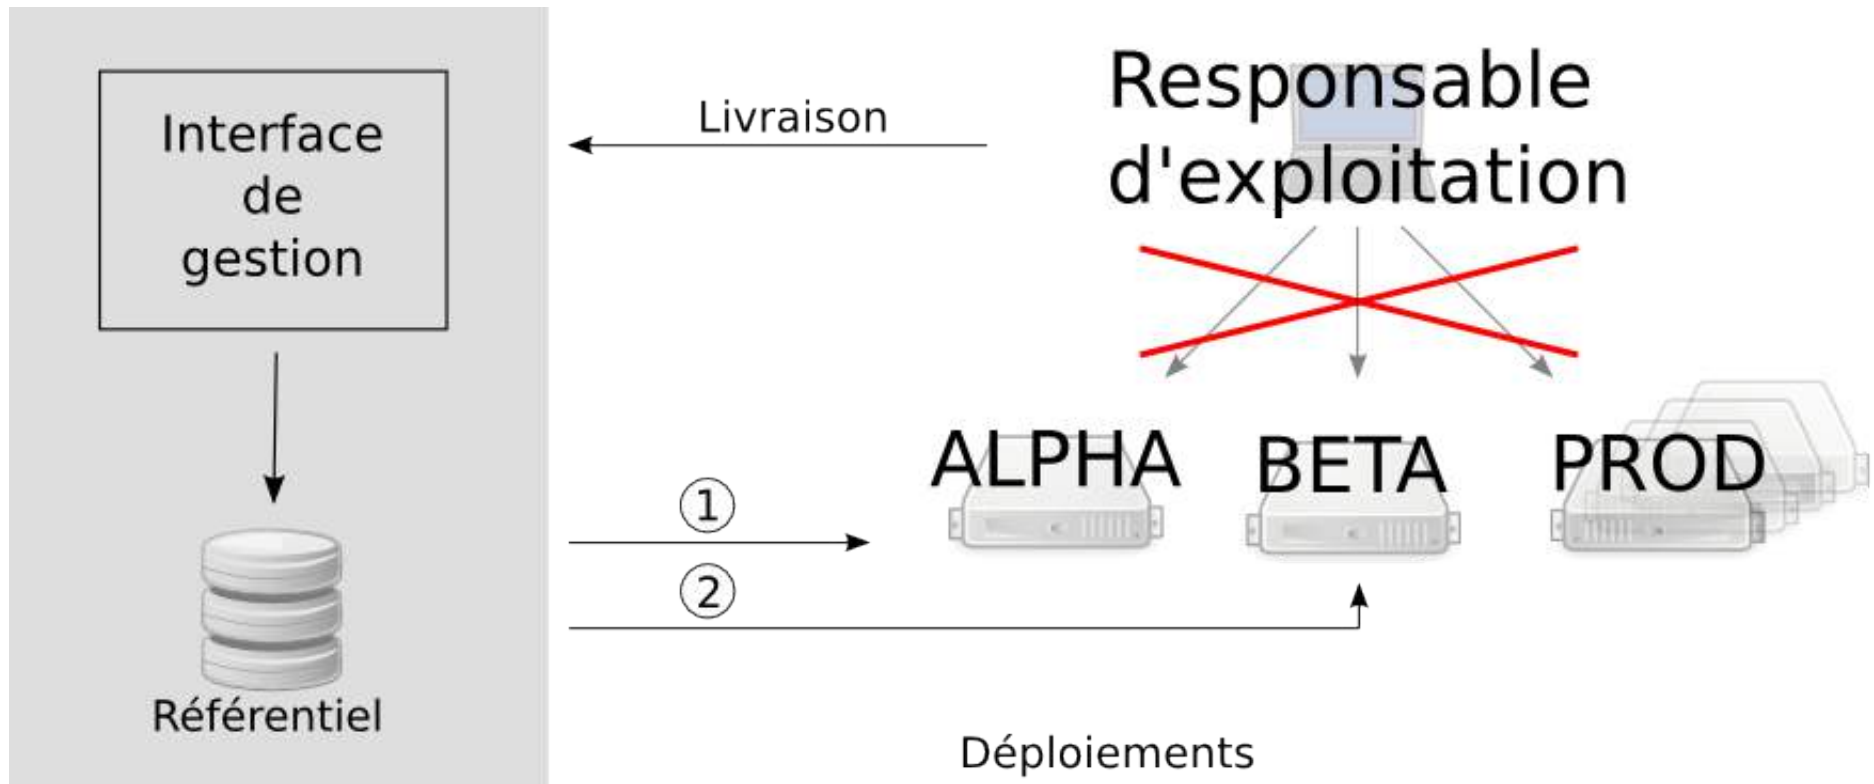 Interface
de
gestion
Livraison
Responsable
d'exploitation
ALPHA
BETA
PROD
1
2
Référentiel
Déploiements